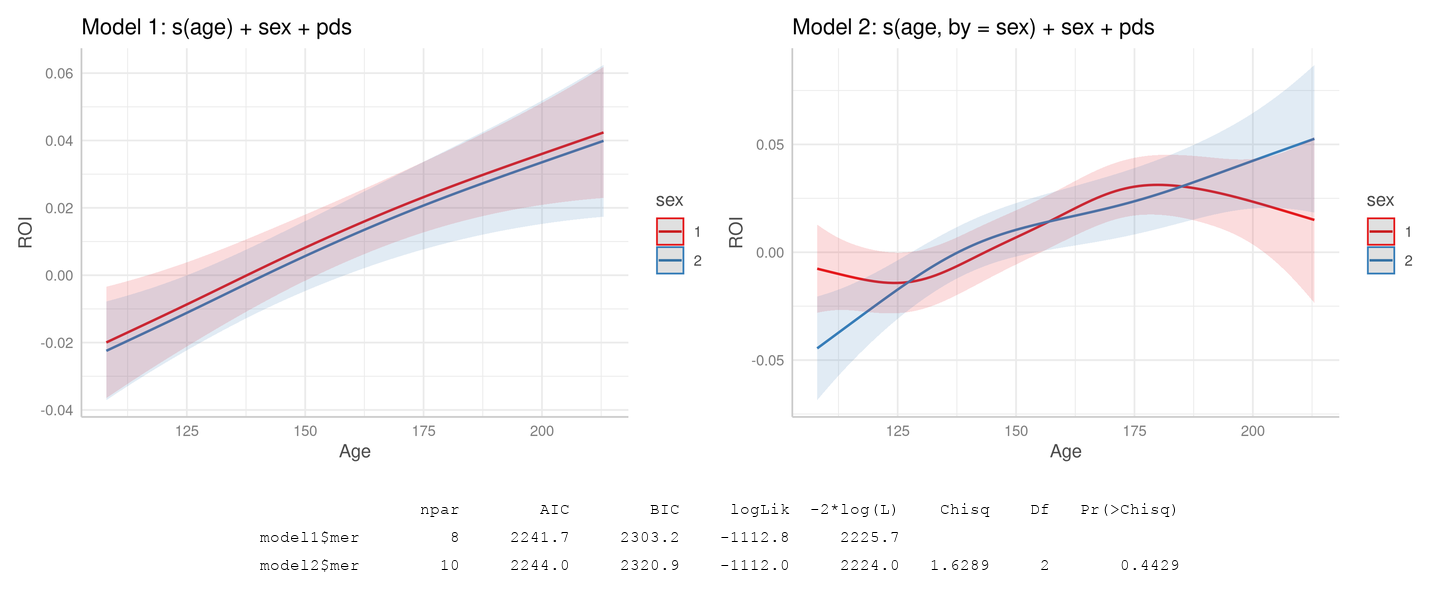 Model 1: s(age) + sex + pds
0.06
0.04
0.02
0.00
-0.02
-0.04
ROI
125 150 175 200
Age
sex
1
2
Model 2: s(age, by = sex) + sex + pds
0.05
0.00
-0.05
ROI
125 150 175 200
Age
sex
1
2
npar AIC BIC logLik -2*log(L) Chisq Df Pr(>Chisq)
model1$mer 8 2241.7 2303.2 -1112.8 2225.7
model2$mer 10 2244.0 2320.9 -1112.0 2224.0 1.6289 2 0.4429